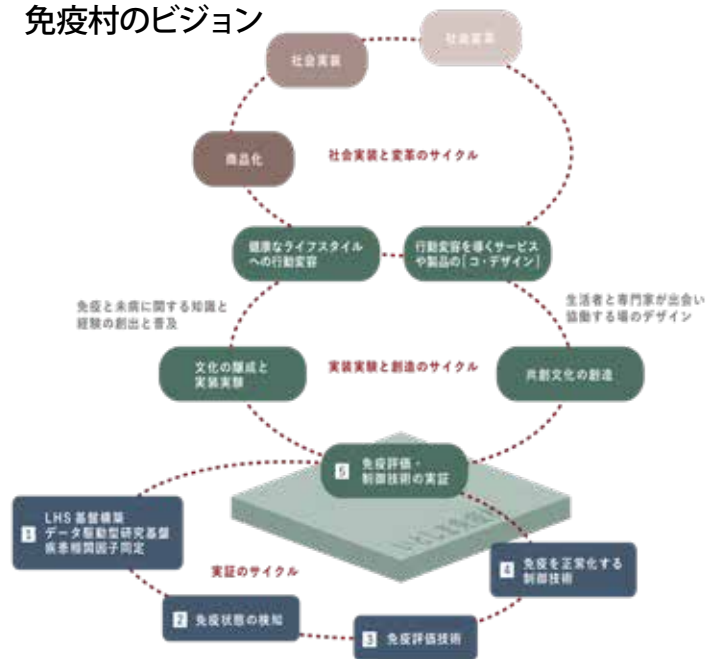 免疫村のビジョン
社会実装
社会変革
商品化
社会実装と変革のサイクル
健康なライフスタイル
への行動変容
行動変容を導くサービス
や製品の[コ・デザイン]
免疫と未病に関する知識と
経験の創出と普及
生活者と専門家が出会い
協働する場のデザイン
文化の醸成と
実装実験
実装実験と創造のサイクル
共創文化の創造
5 免疫評価・
制御技術の実証
1 LHS 基盤構築
データ駆動型研究基盤
疾患相関因子同定
実証のサイクル
4 免疫を正常化する
制御技術
2 免疫状態の検知
3 免疫評価技術